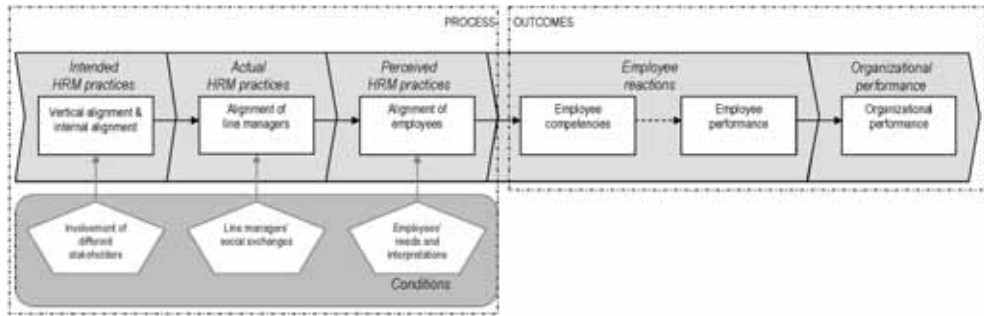 PROCESS
OUTCOMES
Intended
HRM practices
Actual
HRM practices
Perceived
HRM practices
Employee
reactions
Organizational
performance
Vertical alignment &
internal alignment
Alignment of
line managers
Alignment of
employees
Employee
competencies
Employee
performance
Organizational
performance
Involvement of
different
stakeholders
Line managers'
social exchanges
Employees'
needs and
interpretations
Conditions